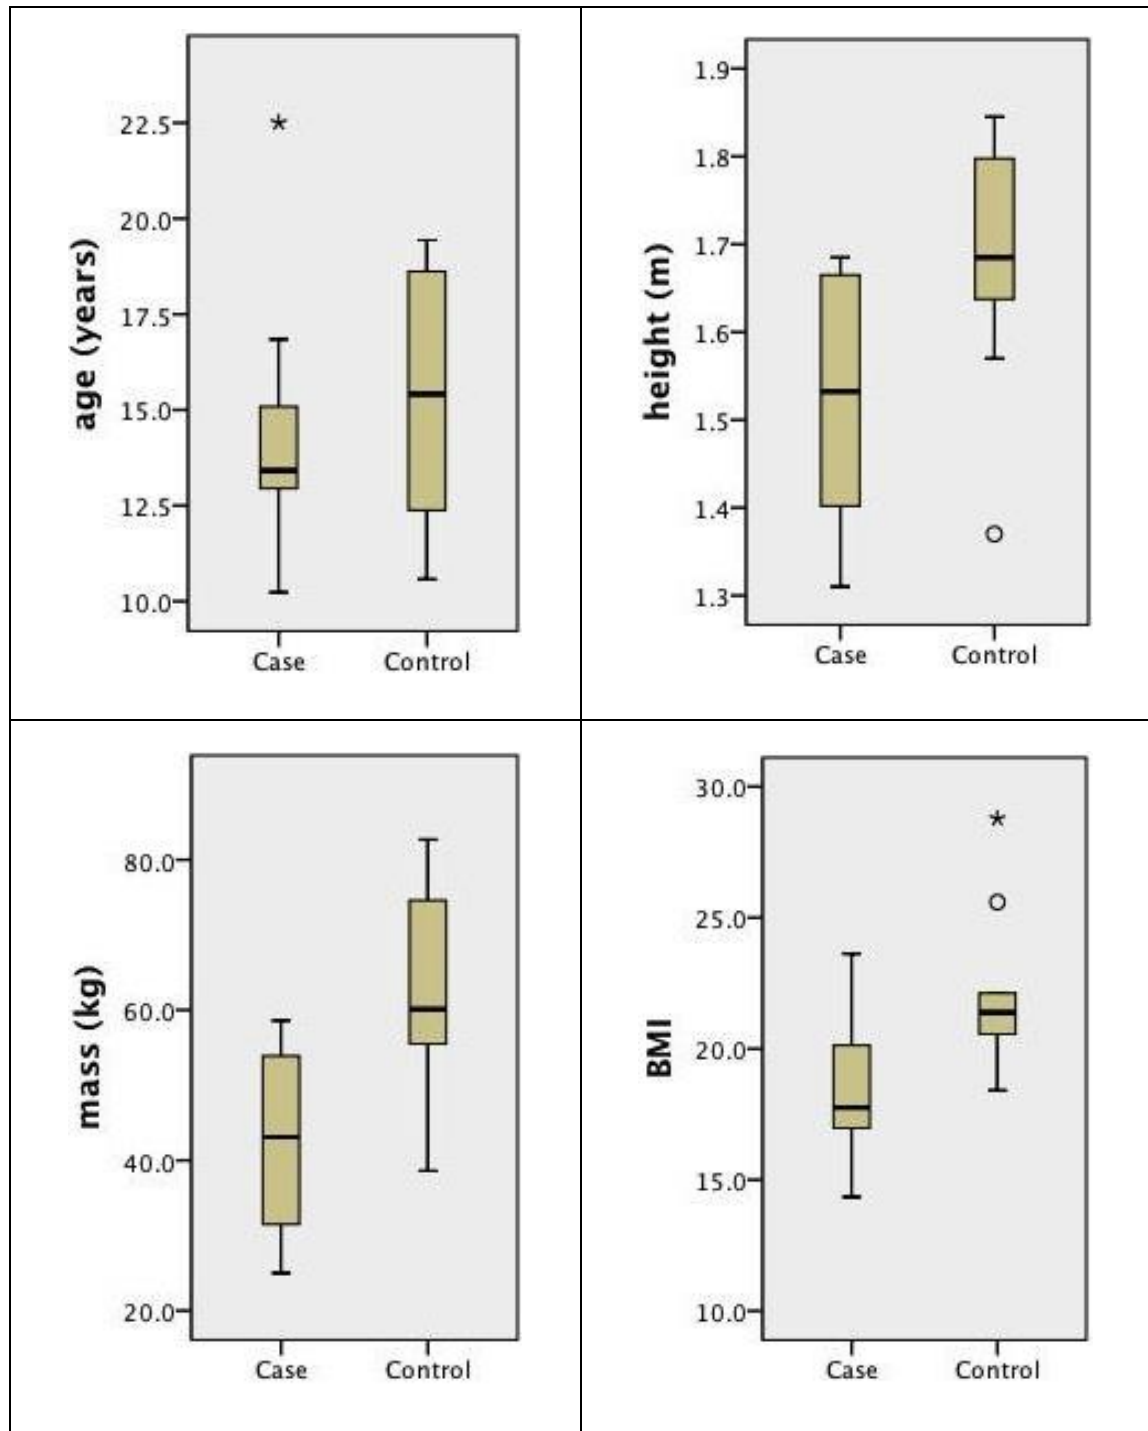 age (years)
22.5
20.0
17.5
15.0
12.5
10.0
Case Control
height (m)
1.9
1.8
1.7
1.6
1.5
1.4
1.3
Case Control
mass (kg)
80.0
60.0
40.0
20.0
Case Control
BMI
30.0
25.0
20.0
15.0
10.0
Case Control